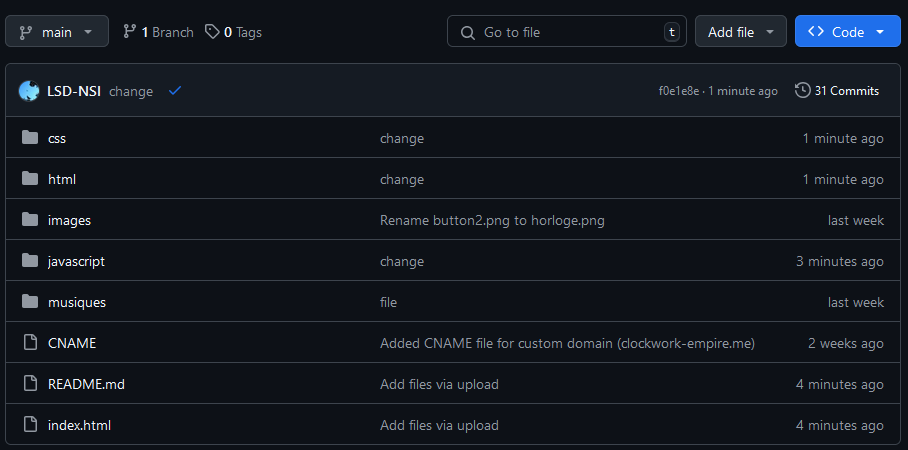 main 1 Branch 0 Tags Go to file t Add file Code
LSD-NSI change f0e1e8e · 1 minute ago 31 Commits
css change 1 minute ago
html change 1 minute ago
images Rename button2.png to horloge.png last week
javascript change 3 minutes ago
musiques file last week
CNAME Added CNAME file for custom domain (clockwork-empire.me) 2 weeks ago
README.md Add files via upload 4 minutes ago
index.html Add files via upload 4 minutes ago